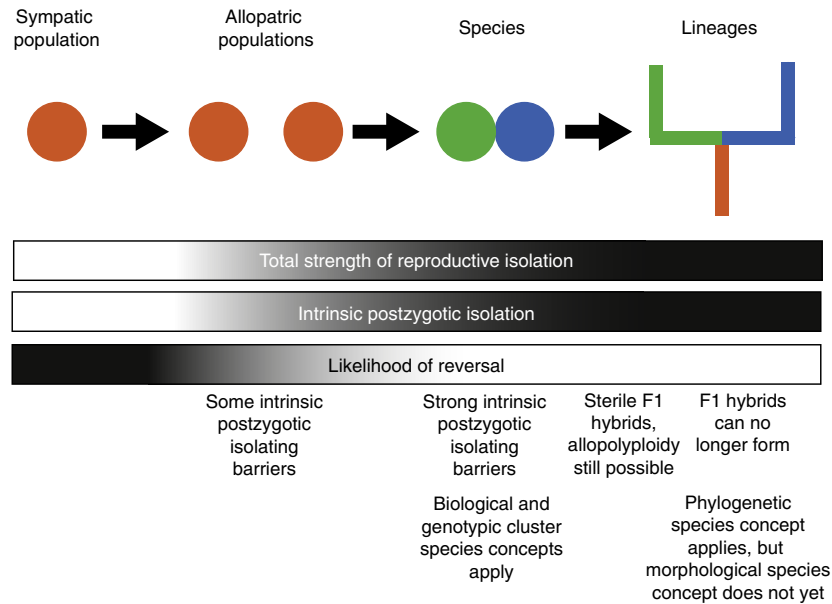 Sympatic
population
Allopatric
populations
Species
Lineages
Total strength of reproductive isolation
Intrinsic postzygotic isolation
Likelihood of reversal
Some intrinsic
postzygotic
isolating
barriers
Strong intrinsic
postzygotic
isolating
barriers
Sterile F1
hybrids,
allopolyploidy
still possible
F1 hybrids
can no
longer form
Biological and
genotypic cluster
species concepts
apply
Phylogenetic
species concept
applies, but
morphological species
concept does not yet